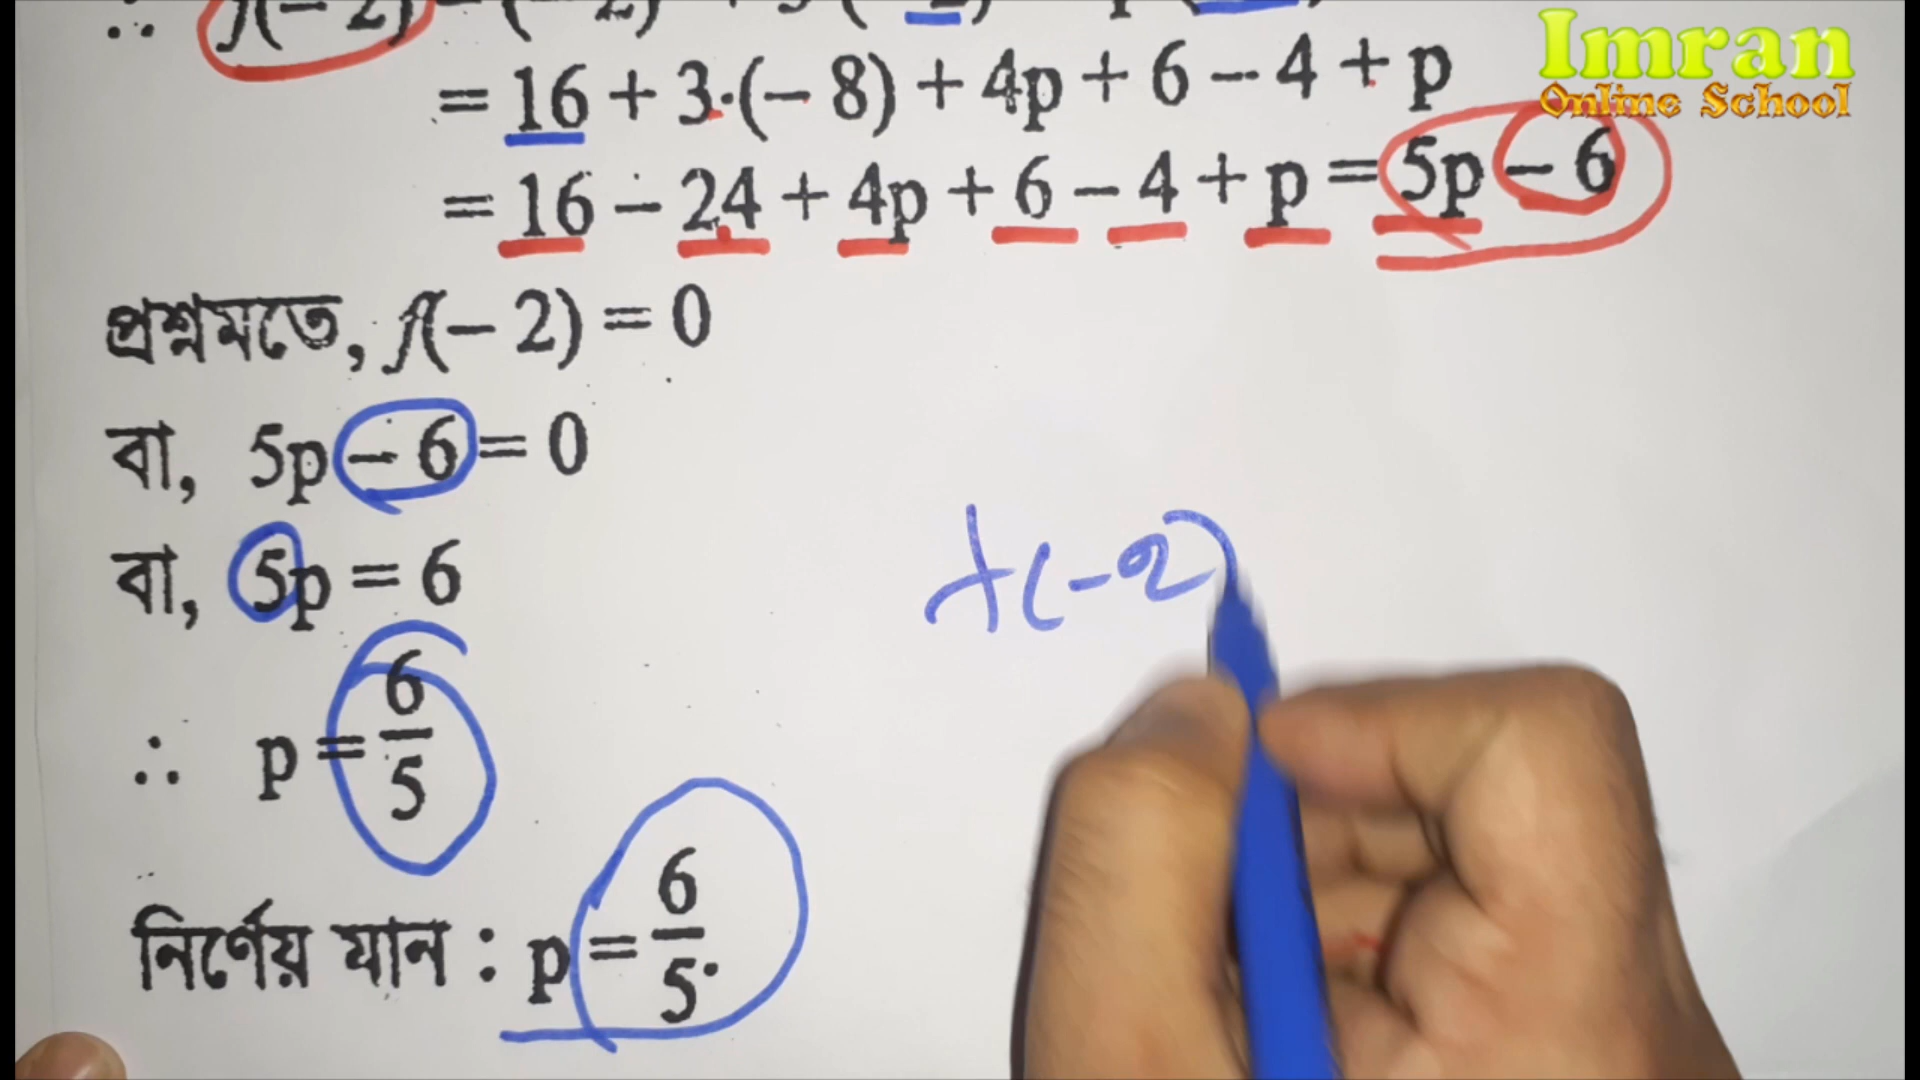 ∴ f(−2)
= 16 + 3·(− 8) + 4p + 6 − 4 + p
= 16 − 24 + 4p + 6 − 4 + p = 5p − 6
প্রশ্নমতে, f(− 2) = 0
বা, 5p − 6 = 0
বা, 5p = 6
∴ p = 6/5
নির্ণেয় মান : p = 6/5.
f(-2)
Imran
Online School